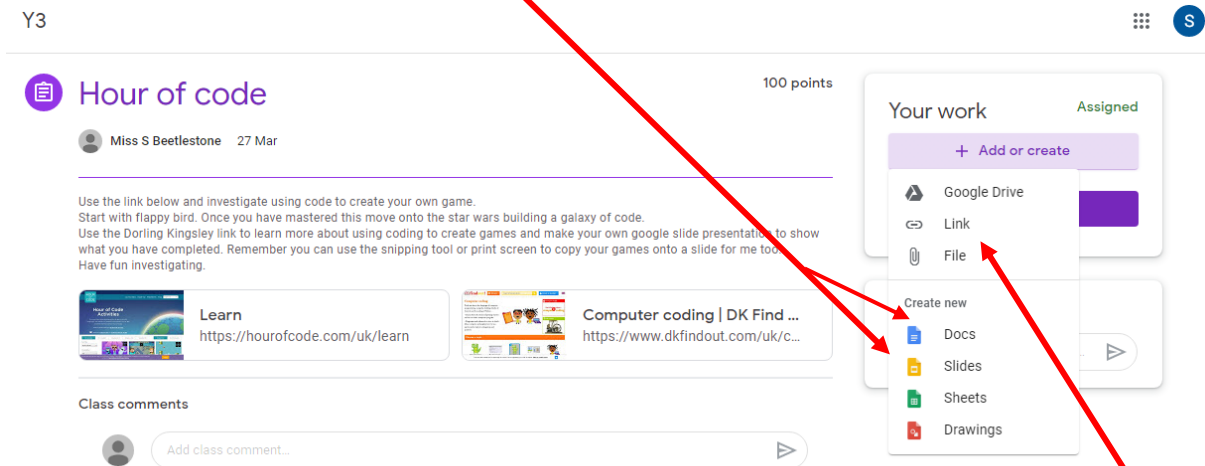 Y3
S
Hour of code
100 points
Miss S Beetlestone 27 Mar
Use the link below and investigate using code to create your own game.
Start with flappy bird. Once you have mastered this move onto the star wars building a galaxy of code.
Use the Dorling Kingsley link to learn more about using coding to create games and make your own google slide presentation to show
what you have completed. Remember you can use the snipping tool or print screen to copy your games onto a slide for me too.
Have fun investigating.
Learn
https://hourofcode.com/uk/learn
Computer coding | DK Find ...
https://www.dkfindout.com/uk/c...
Class comments
Add class comment...
Your work
Assigned
+ Add or create
Google Drive
Link
File
Create new
Docs
Slides
Sheets
Drawings